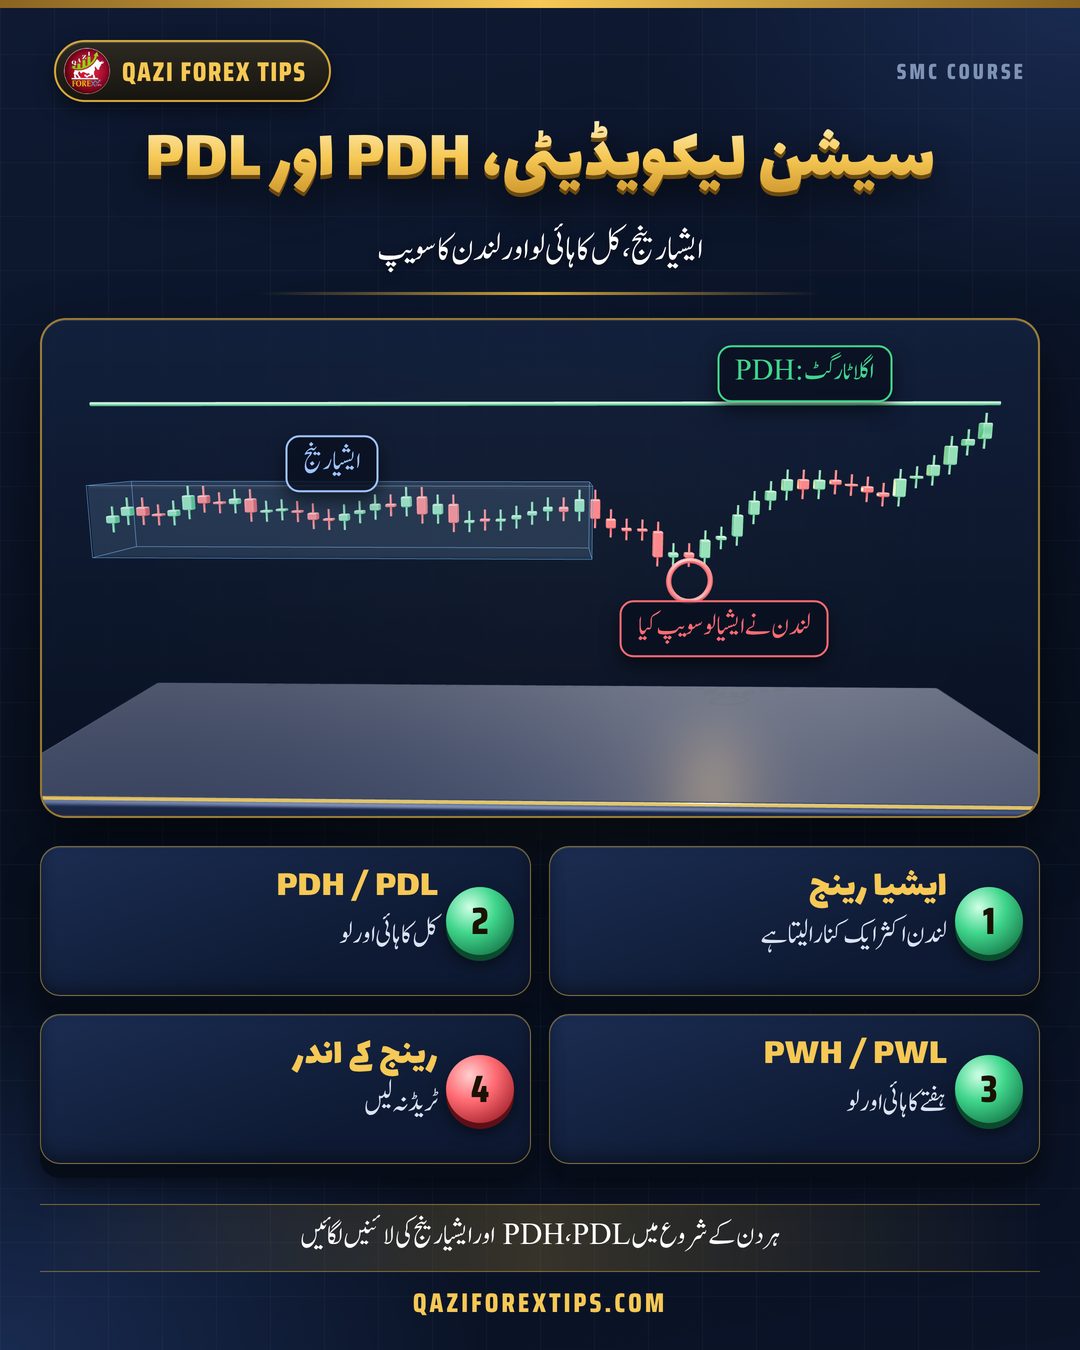 QAZI FOREX TIPS
SMC COURSE
سیشن لیکویڈیٹی، PDH اور PDL
ایشیا رینج، کل کا ہائی لو اور لندن کا سویپ
اگلا ٹارگٹ: PDH
ایشیا رینج
لندن نے ایشیا لو سویپ کیا
1
ایشیا رینج
لندن اکثر ایک کنارا لیتا ہے
2
PDH / PDL
کل کا ہائی اور لو
3
PWH / PWL
ہفتے کا ہائی اور لو
4
رینج کے اندر
ٹریڈ نہ لیں
ہر دن کے شروع میں PDH، PDL اور ایشیا رینج کی لائنیں لگائیں
QAZIFOREXTIPS.COM